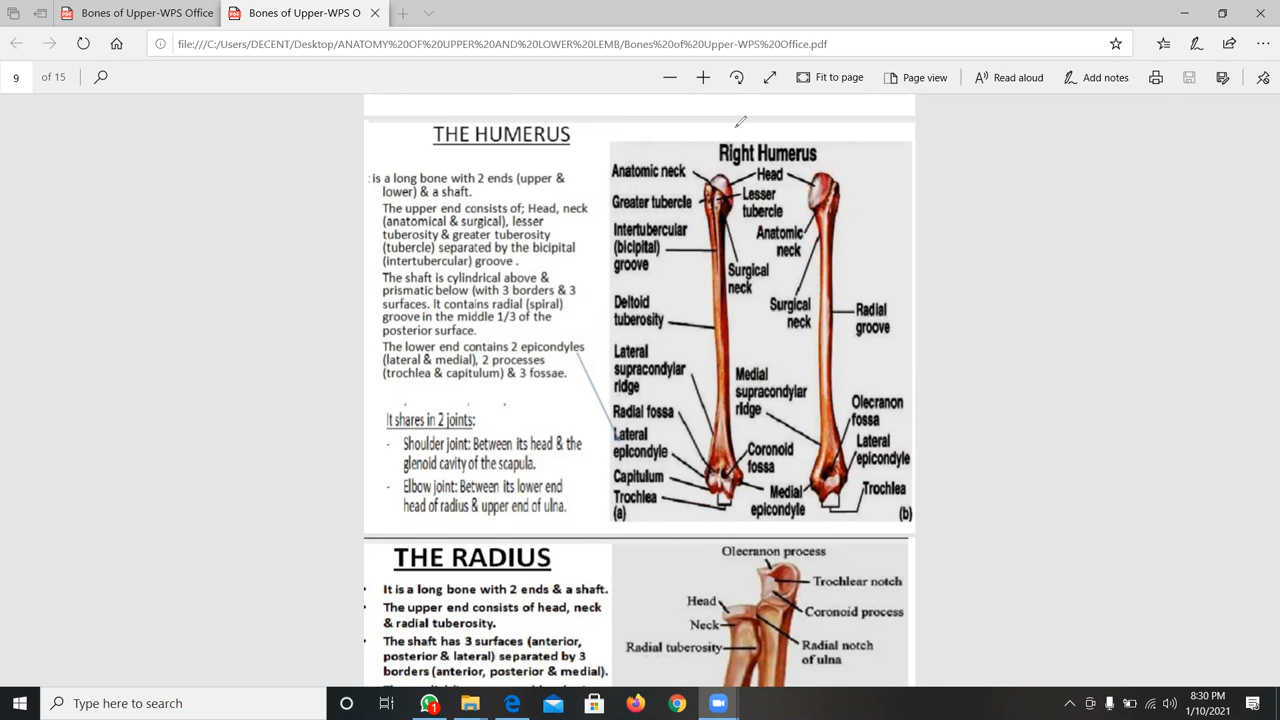 Bones of Upper-WPS Office
Bones of Upper-WPS O
file:///C:/Users/DECENT/Desktop/ANATOMY%20OF%20UPPER%20AND%20LOWER%20LEMB/Bones%20of%20Upper-WPS%20Office.pdf
9 of 15
Fit to page
Page view
Read aloud
Add notes
THE HUMERUS
t is a long bone with 2 ends (upper &
lower) & a shaft.
The upper end consists of; Head, neck
(anatomical & surgical), lesser
tuberosity & greater tuberosity
(tubercle) separated by the bicipital
(intertubercular) groove .
The shaft is cylindrical above &
prismatic below (with 3 borders & 3
surfaces. It contains radial (spiral)
groove in the middle 1/3 of the
posterior surface.
The lower end contains 2 epicondyles
(lateral & medial), 2 processes
(trochlea & capitulum) & 3 fossae.
It shares in 2 joints:
- Shoulder joint: Between its head & the
glenoid cavity of the scapula.
- Elbow joint: Between its lower end
head of radius & upper end of ulna.
Right Humerus
Anatomic neck
Head
Greater tubercle
Lesser
tubercle
Intertubercular
(bicipital)
groove
Anatomic
neck
Surgical
neck
Deltoid
tuberosity
Surgical
neck
Radial
groove
Lateral
supracondylar
ridge
Medial
supracondylar
ridge
Radial fossa
Olecranon
fossa
Lateral
epicondyle
Coronoid
fossa
Lateral
epicondyle
Capitulum
Trochlea
Medial
epicondyle
Trochlea
(a)
(b)
THE RADIUS
• It is a long bone with 2 ends & a shaft.
• The upper end consists of head, neck
& radial tuberosity.
• The shaft has 3 surfaces (anterior,
posterior & lateral) separated by 3
borders (anterior, posterior & medial).
Olecranon process
Trochlear notch
Head
Coronoid process
Neck
Radial tuberosity
Radial notch
of ulna
Type here to search
1
8:30 PM
1/10/2021